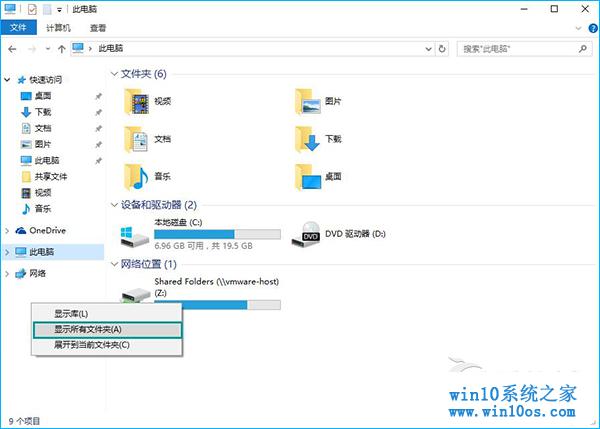 此电脑
文件 计算机 查看
此电脑
搜索"此电脑"
快速访问
桌面
下载
文档
图片
此电脑
共享文件
视频
音乐
OneDrive
此电脑
网络
文件夹 (6)
视频 图片
文档 下载
音乐 桌面
设备和驱动器 (2)
本地磁盘 (C:)
6.96 GB 可用，共 19.5 GB
DVD 驱动器 (D:)
网络位置 (1)
Shared Folders (\\vmware-host)
(Z:)
显示库(L)
显示所有文件夹(A)
展开到当前文件夹(C)
9 个项目
win10系统之家
www.win10os.com